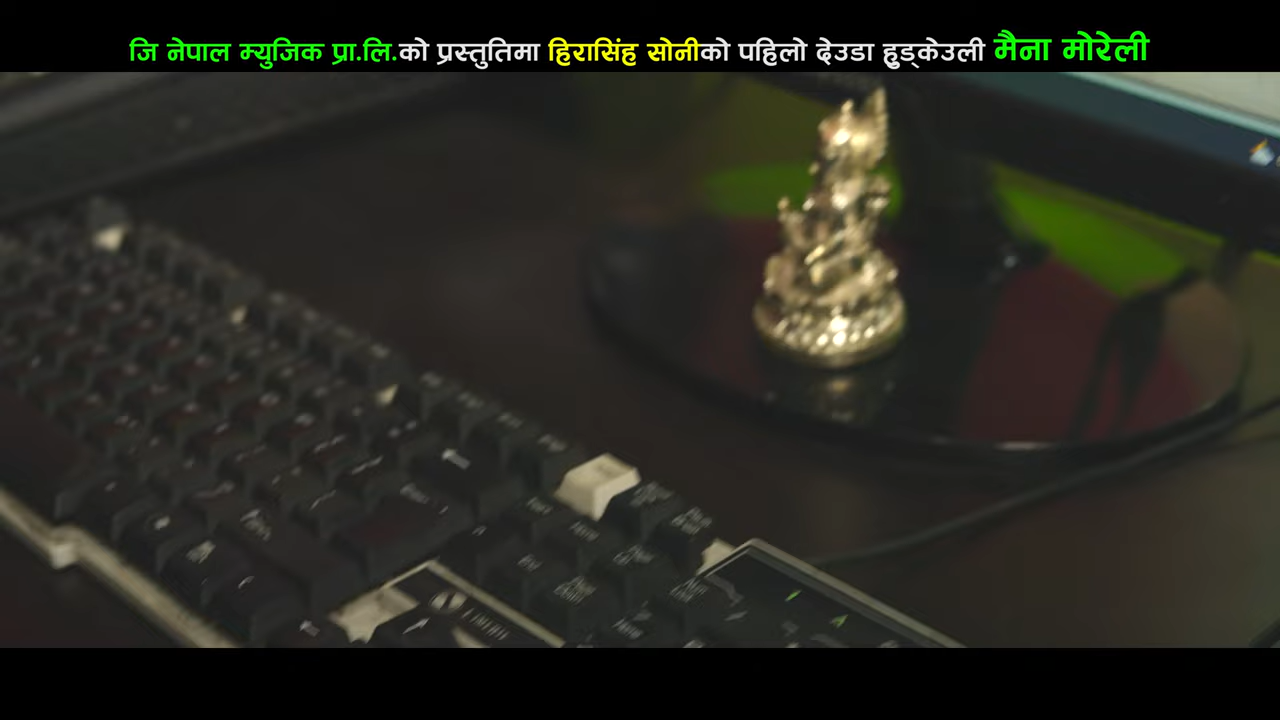 जि नेपाल म्युजिक प्रा.लि.को प्रस्तुतिमा हिरासिंह सोनीको पहिलो देउडा हुड्केउली मैना मोरेली